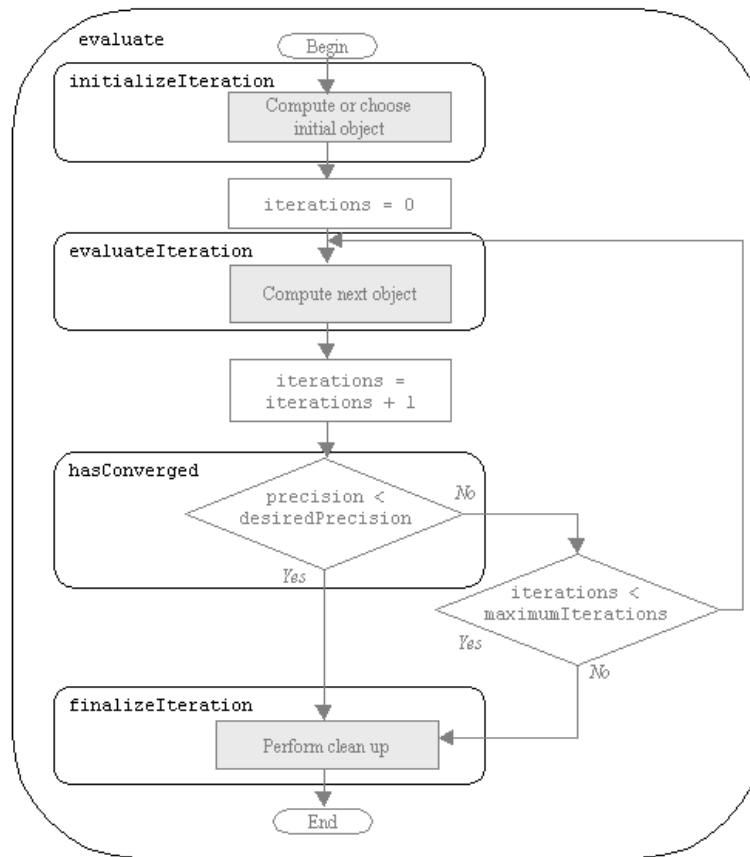 evaluate
Begin
initializeIteration
Compute or choose
initial object
iterations = 0
evaluateIteration
Compute next object
iterations =
iterations + 1
hasConverged
precision <
desiredPrecision
No
Yes
iterations <
maximumIterations
Yes
No
finalizeIteration
Perform clean up
End